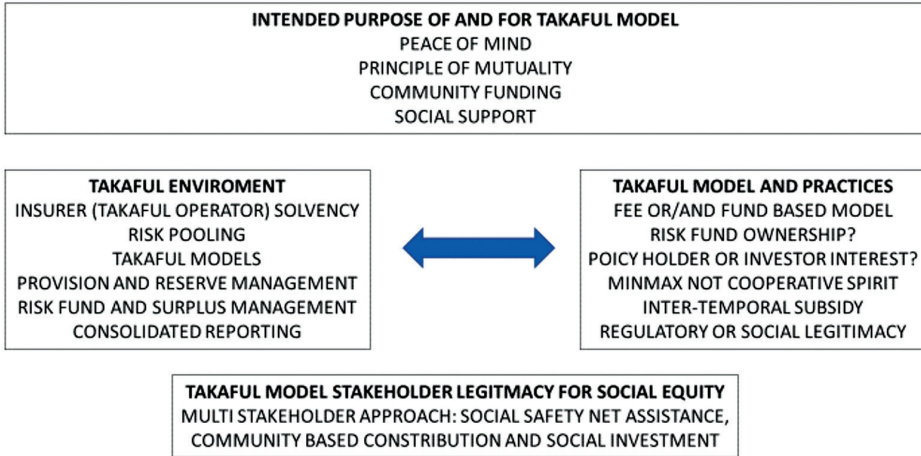 INTENDED PURPOSE OF AND FOR TAKAFUL MODEL
PEACE OF MIND
PRINCIPLE OF MUTUALITY
COMMUNITY FUNDING
SOCIAL SUPPORT
TAKAFUL ENVIROMENT
INSURER (TAKAFUL OPERATOR) SOLVENCY
RISK POOLING
TAKAFUL MODELS
PROVISION AND RESERVE MANAGEMENT
RISK FUND AND SURPLUS MANAGEMENT
CONSOLIDATED REPORTING
TAKAFUL MODEL AND PRACTICES
FEE OR/AND FUND BASED MODEL
RISK FUND OWNERSHIP?
POICY HOLDER OR INVESTOR INTEREST?
MINMAX NOT COOPERATIVE SPIRIT
INTER-TEMPORAL SUBSIDY
REGULATORY OR SOCIAL LEGITIMACY
TAKAFUL MODEL STAKEHOLDER LEGITMACY FOR SOCIAL EQUITY
MULTI STAKEHOLDER APPROACH: SOCIAL SAFETY NET ASSISTANCE,
COMMUNITY BASED CONSTRIBUTION AND SOCIAL INVESTMENT